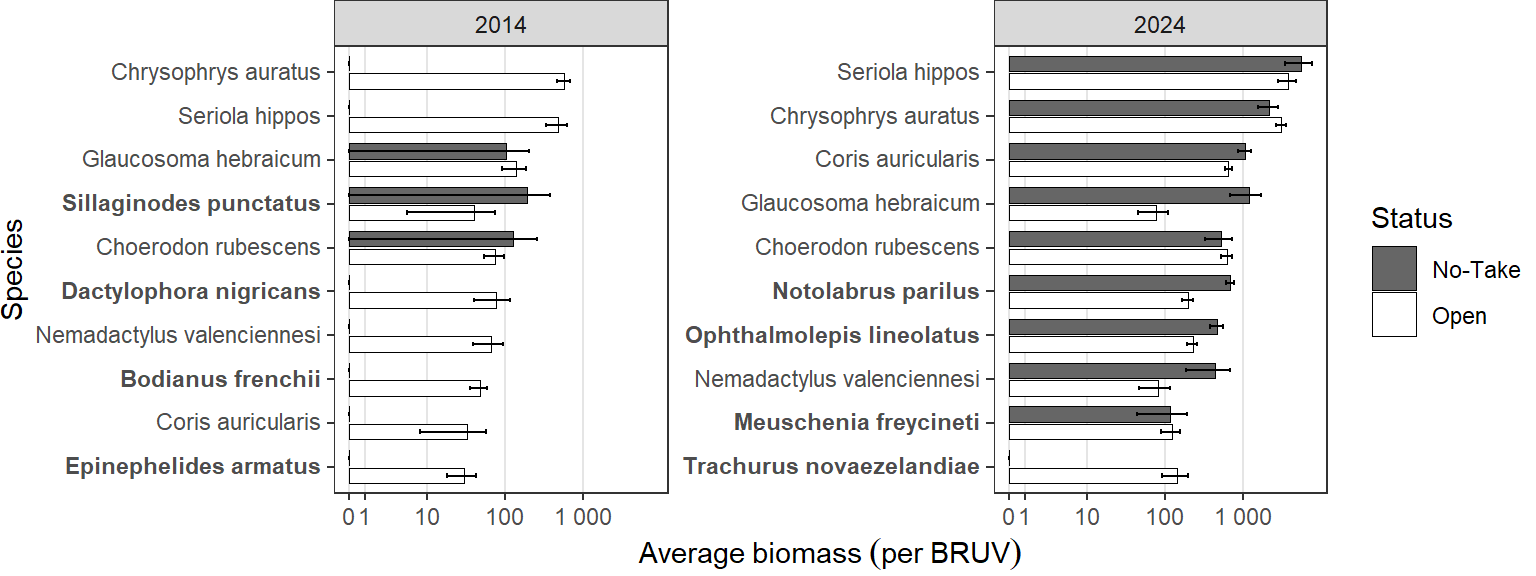 2014
2024
Species
Chrysophrys auratus
Seriola hippos
Glaucosoma hebraicum
Sillaginodes punctatus
Choerodon rubescens
Dactylophora nigricans
Nemadactylus valenciennesi
Bodianus frenchii
Coris auricularis
Epinephelides armatus
0 1 10 100 1 000
Seriola hippos
Chrysophrys auratus
Coris auricularis
Glaucosoma hebraicum
Choerodon rubescens
Notolabrus parilus
Ophthalmolepis lineolatus
Nemadactylus valenciennesi
Meuschenia freycineti
Trachurus novaezelandiae
0 1 10 100 1 000
Average biomass (per BRUV)
Status
No-Take
Open